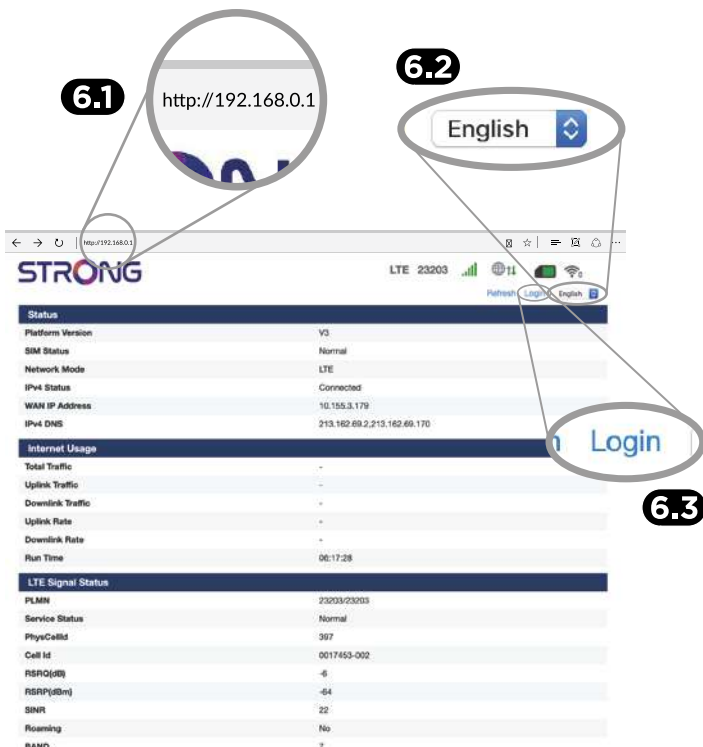 6.1
http://192.168.0.1
6.2
English
http://192.168.0.1
STRONG
LTE 23203
Refresh Login English
Status
Platform Version V3
SIM Status Normal
Network Mode LTE
IPv4 Status Connected
WAN IP Address 10.155.3.179
IPv4 DNS 213.162.69.2,213.162.69.170
Internet Usage
Login
6.3
Total Traffic -
Uplink Traffic -
Downlink Traffic -
Uplink Rate -
Downlink Rate -
Run Time 06:17:28
LTE Signal Status
PLMN 23203/23203
Service Status Normal
PhysCellId 397
Cell Id 0017453-002
RSRQ(dB) -6
RSRP(dBm) -64
SINR 22
Roaming No
BAND 7